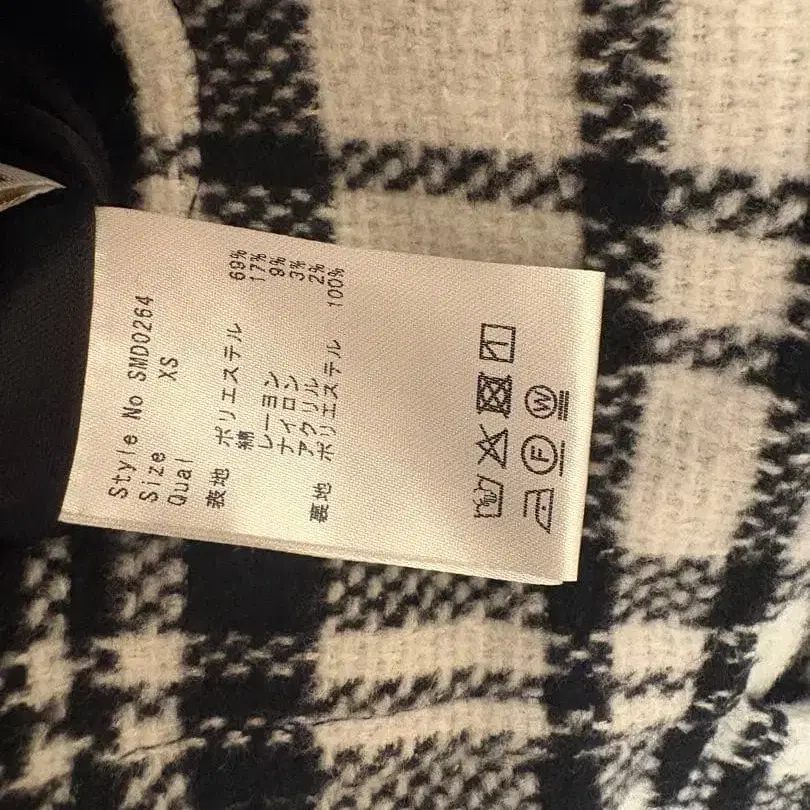 Style No SMD0264
Size XS
Qual
表地 ポリエステル 69%
綿 17%
レーヨン 9%
ナイロン 3%
アクリル 2%
裏地 ポリエステル 100%
F W